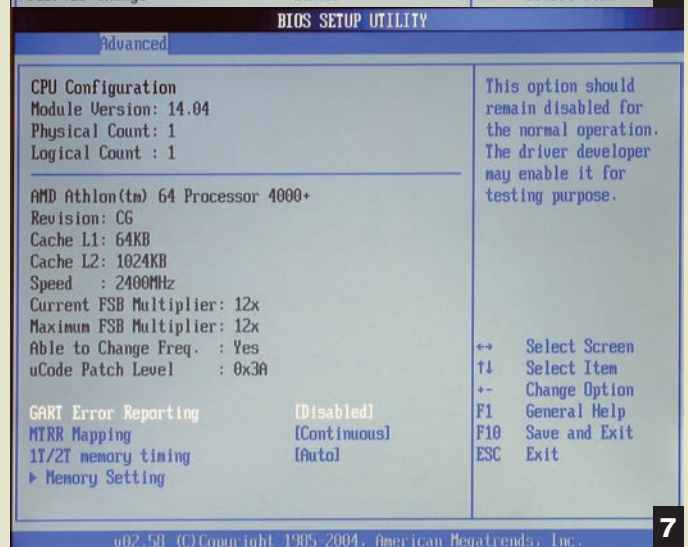 BIOS SETUP UTILITY
Advanced
CPU Configuration
Module Version: 14.04
Physical Count: 1
Logical Count : 1
AMD Athlon(tm) 64 Processor 4000+
Revision: CG
Cache L1: 64KB
Cache L2: 1024KB
Speed : 2400MHz
Current FSB Multiplier: 12x
Maximum FSB Multiplier: 12x
Able to Change Freq. : Yes
uCode Patch Level : 0x3A
GART Error Reporting [Disabled]
MTRR Mapping [Continuous]
1T/2T memory timing [Auto]
▶ Memory Setting
This option should
remain disabled for
the normal operation.
The driver developer
may enable it for
testing purpose.
↔ Select Screen
↑↓ Select Item
+- Change Option
F1 General Help
F10 Save and Exit
ESC Exit
v02.58 (C)Copyright 1985-2004, American Megatrends, Inc.
7